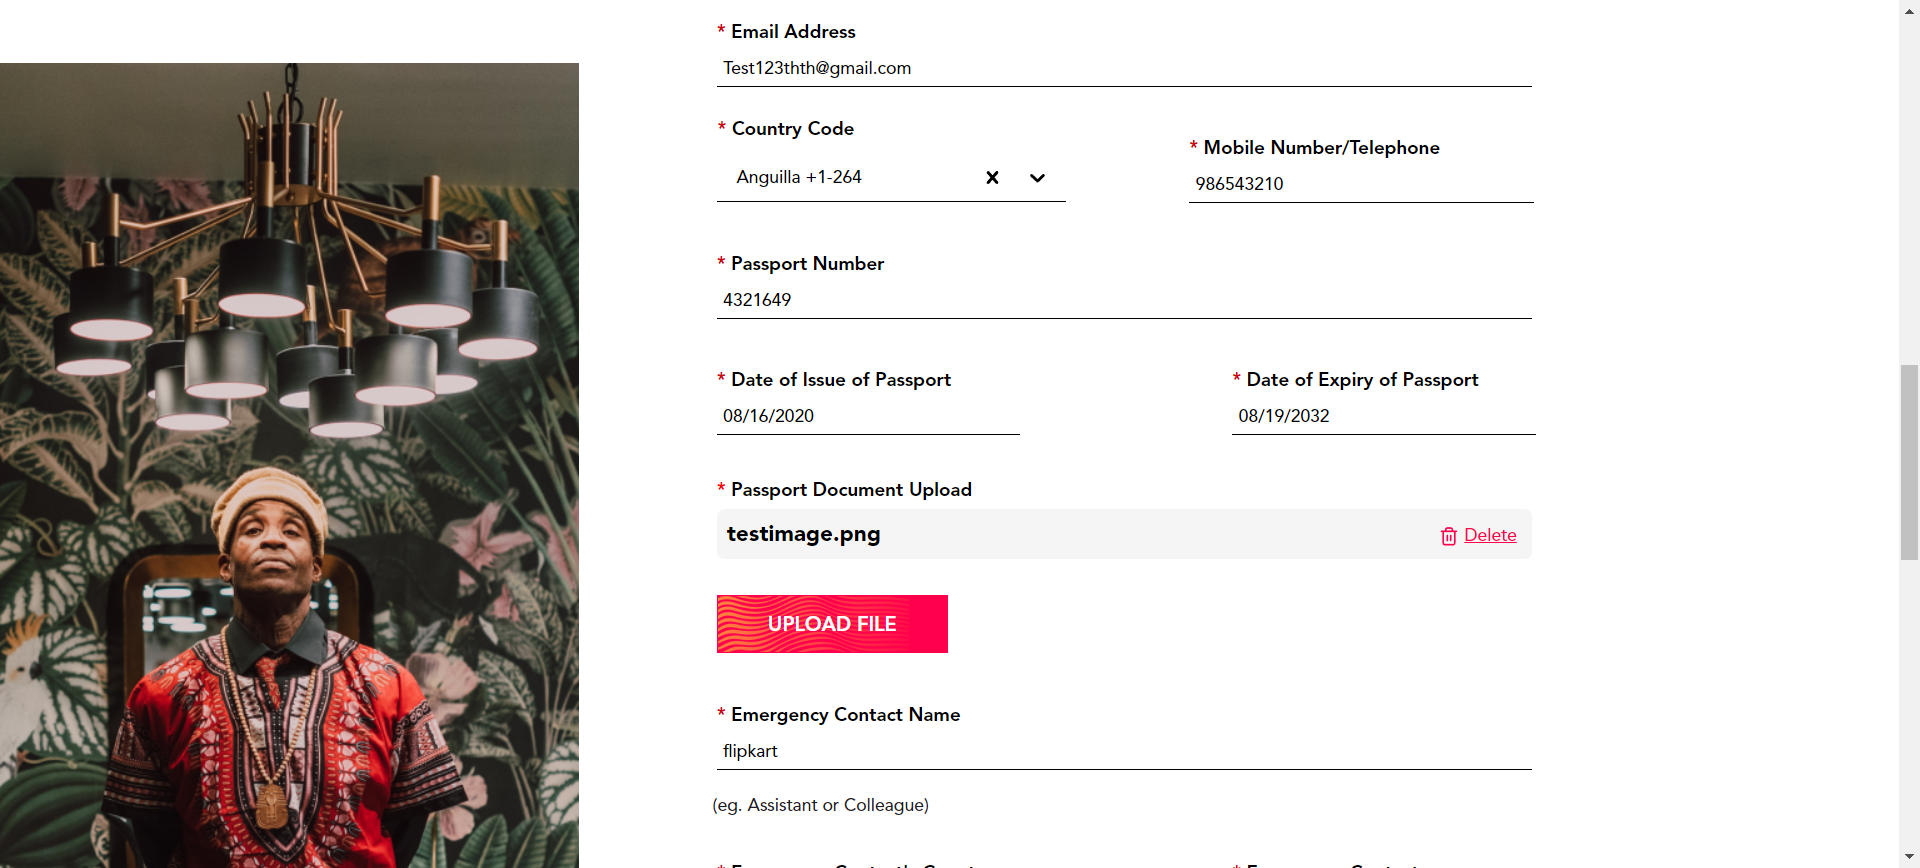 * Email Address
Test123thth@gmail.com
* Country Code
Anguilla +1-264
* Mobile Number/Telephone
986543210
* Passport Number
4321649
* Date of Issue of Passport
08/16/2020
* Date of Expiry of Passport
08/19/2032
* Passport Document Upload
testimage.png
Delete
UPLOAD FILE
* Emergency Contact Name
flipkart
(eg. Assistant or Colleague)